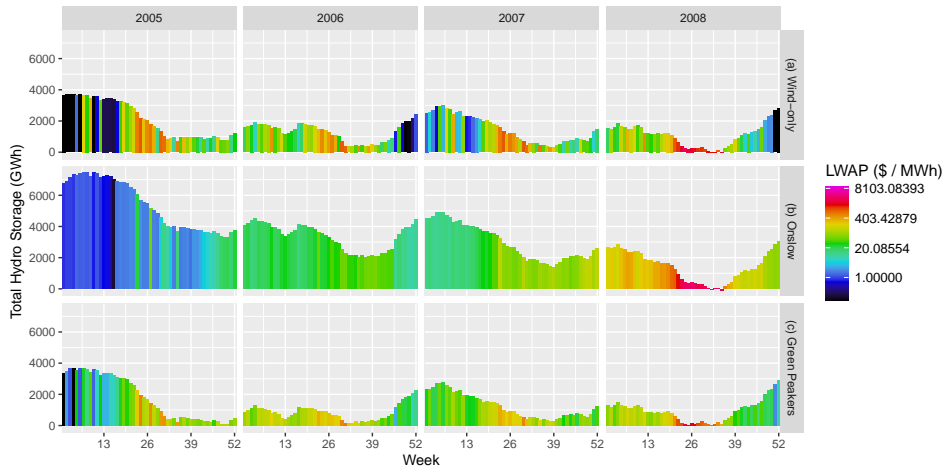 2005 2006 2007 2008
Total Hydro Storage (GWh)
6000
4000
2000
0
(a) Wind−only
6000
4000
2000
0
(b) Onslow
6000
4000
2000
0
(c) Green Peakers
13 26 39 52 13 26 39 52 13 26 39 52 13 26 39 52
Week
LWAP ($ / MWh)
8103.08393
403.42879
20.08554
1.00000